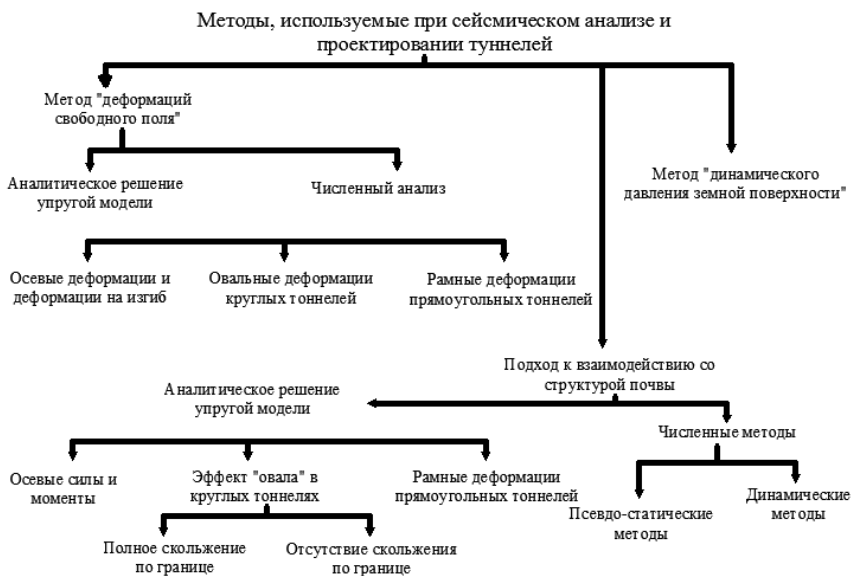 Методы, используемые при сейсмическом анализе и
проектировании туннелей
Метод "деформаций
свободного поля"
Аналитическое решение
упругой модели
Численный анализ
Метод "динамического
давления земной поверхности"
Осевые деформации и
деформации на изгиб
Овальные деформации
круглых тоннелей
Рамные деформации
прямоугольных тоннелей
Подход к взаимодействию со
структурой почвы
Аналитическое решение
упругой модели
Численные методы
Осевые силы и
моменты
Эффект "овала" в
круглых тоннелях
Рамные деформации
прямоугольных тоннелей
Псевдо-статические
методы
Динамические
методы
Полное скольжение
по границе
Отсутствие скольжения
по границе